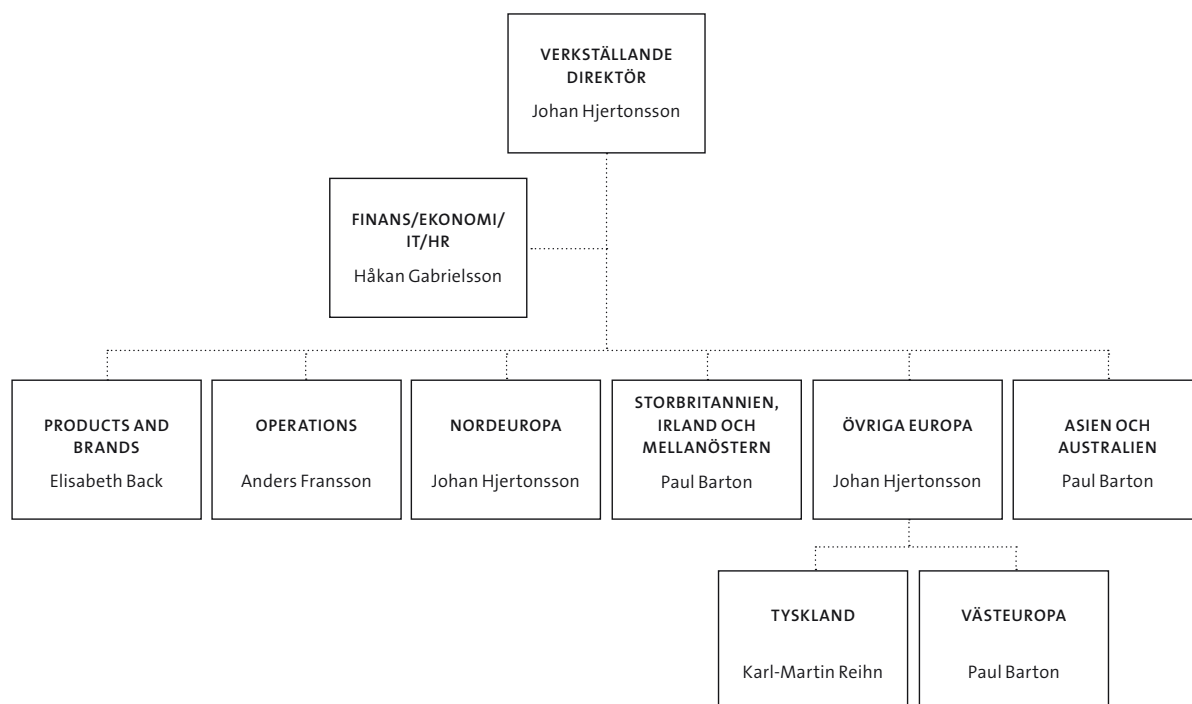 VERKSTÄLLANDE
DIREKTÖR
Johan Hjertonsson
FINANS/EKONOMI/
IT/HR
Håkan Gabrielsson
PRODUCTS AND
BRANDS
Elisabeth Back
OPERATIONS
Anders Fransson
NORDEUROPA
Johan Hjertonsson
STORBRITANNIEN,
IRLAND OCH
MELLANÖSTERN
Paul Barton
ÖVRIGA EUROPA
Johan Hjertonsson
ASIEN OCH
AUSTRALIEN
Paul Barton
TYSKLAND
Karl-Martin Reihn
VÄSTEUROPA
Paul Barton